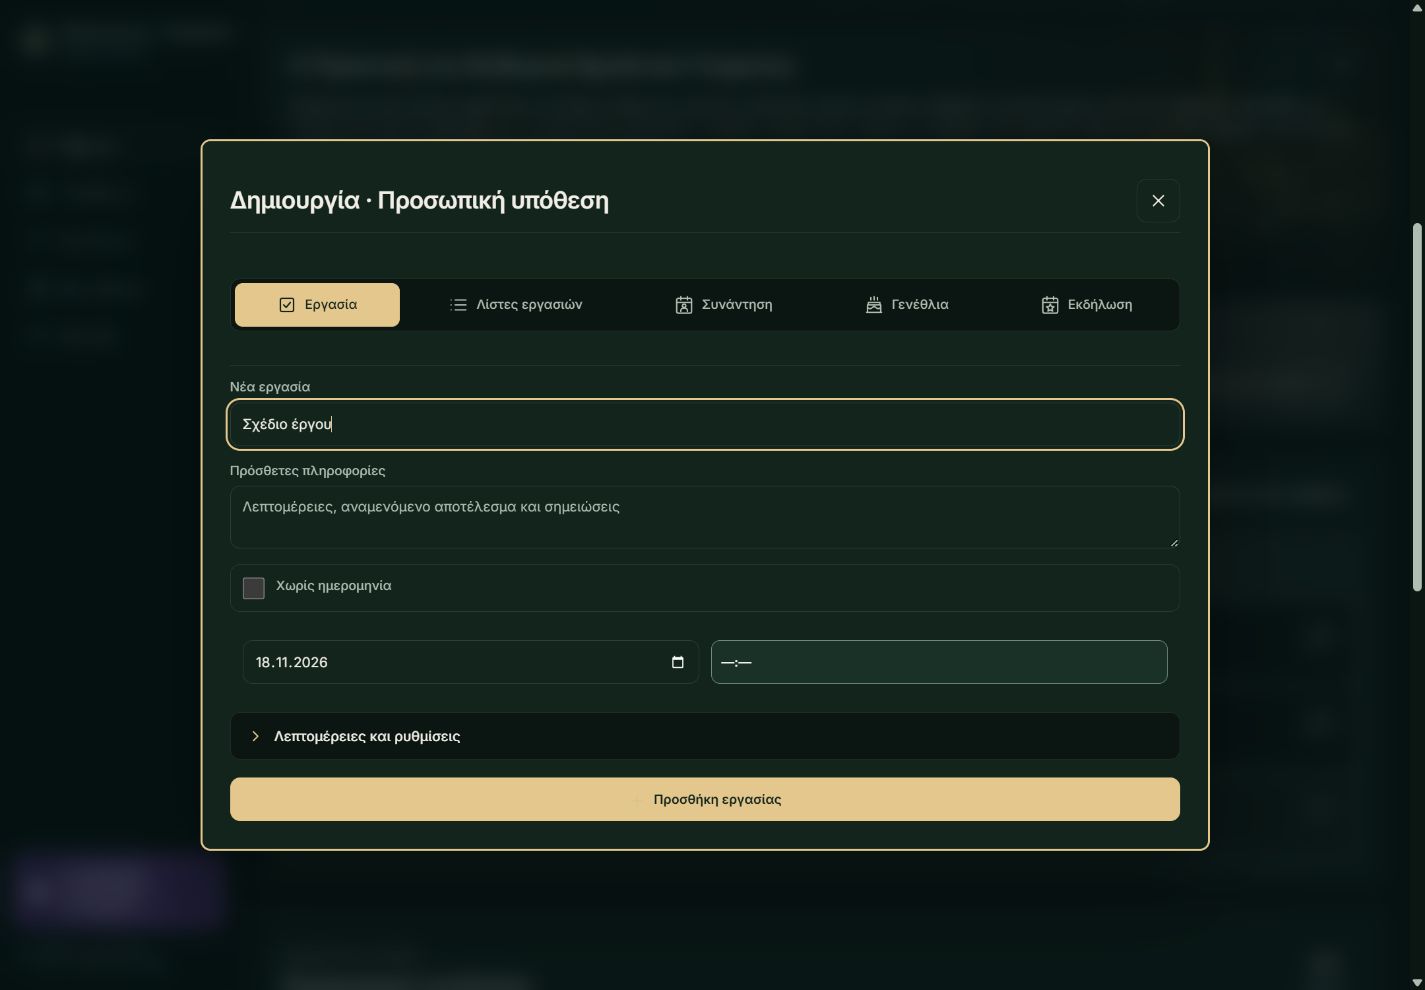 Δημιουργία · Προσωπική υπόθεση
Εργασία
Λίστες εργασιών
Συνάντηση
Γενέθλια
Εκδήλωση
Νέα εργασία
Σχέδιο έργου
Πρόσθετες πληροφορίες
Λεπτομέρειες, αναμενόμενο αποτέλεσμα και σημειώσεις
Χωρίς ημερομηνία
18.11.2026
—:—
Λεπτομέρειες και ρυθμίσεις
Προσθήκη εργασίας